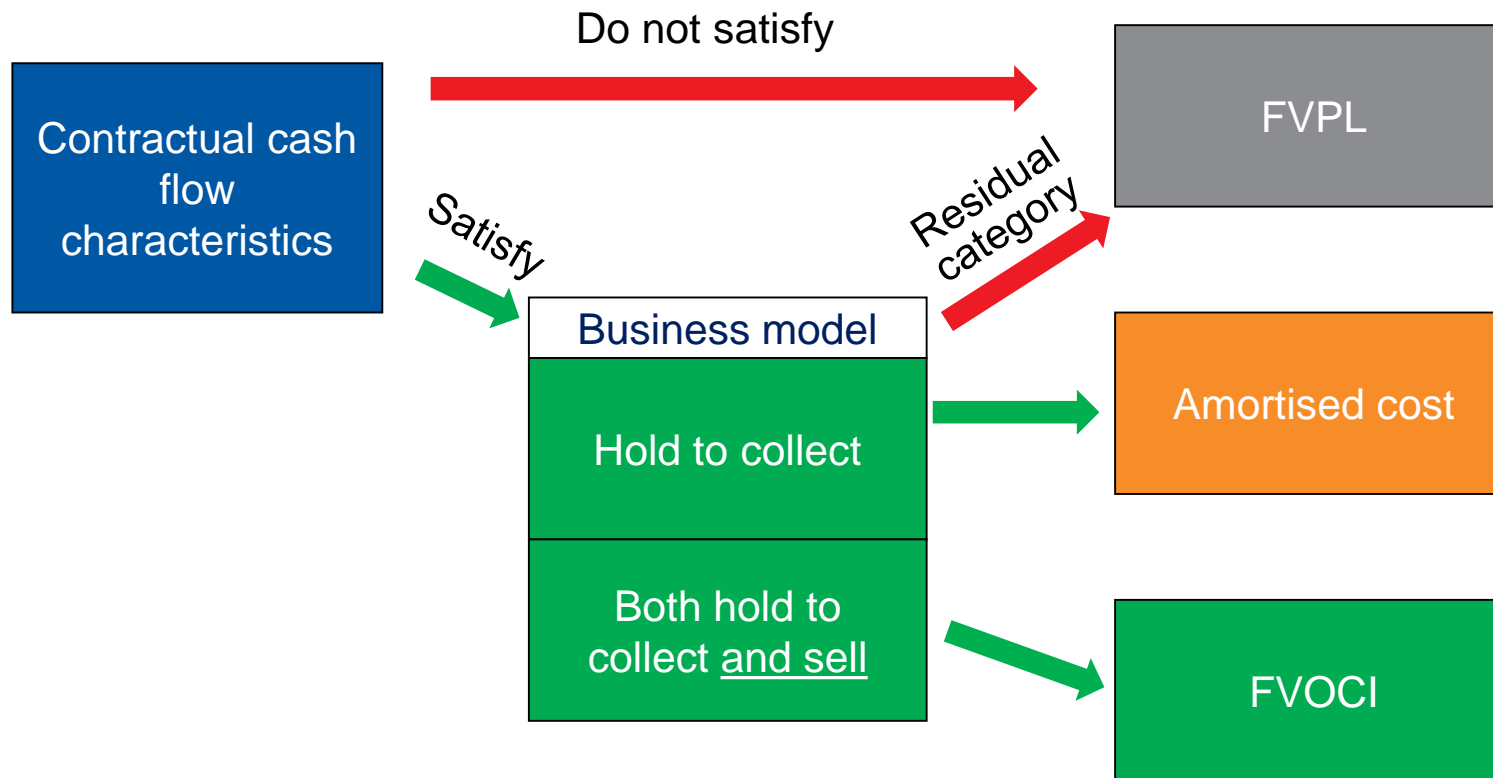 Do not satisfy
Contractual cash
flow
characteristics
FVPL
Satisfy
Residual
category
Business model
Hold to collect
Amortised cost
Both hold to
collect and sell
FVOCI